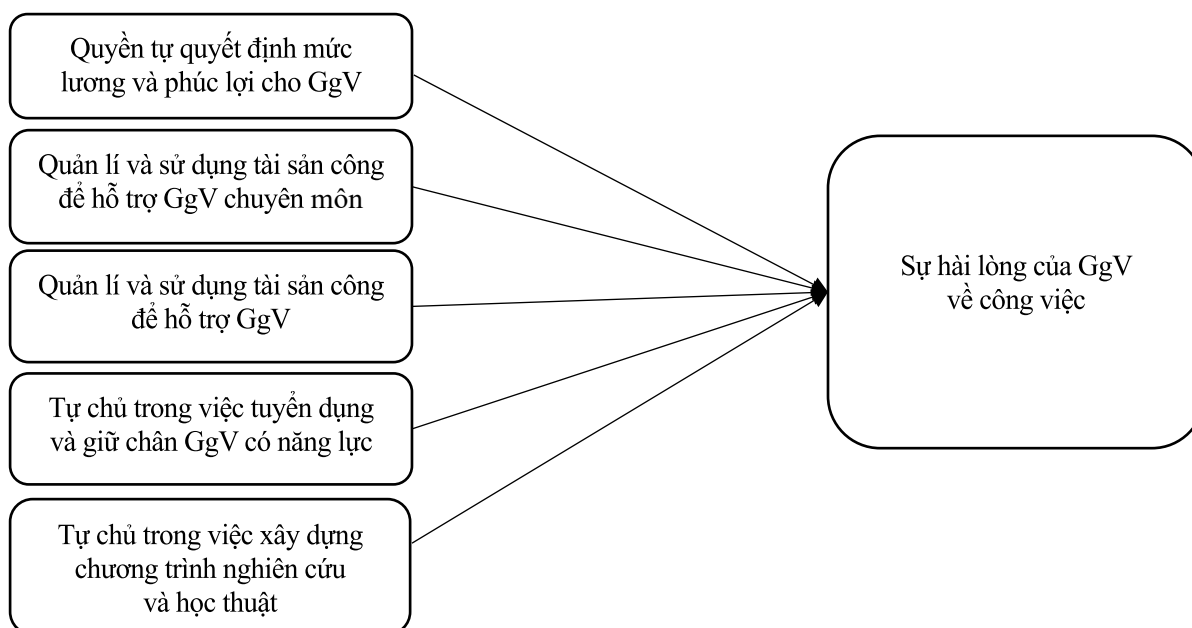 Quyền tự quyết định mức
lương và phúc lợi cho GgV
Quản lí và sử dụng tài sản công
để hỗ trợ GgV chuyên môn
Quản lí và sử dụng tài sản công
để hỗ trợ GgV
Tự chủ trong việc tuyển dụng
và giữ chân GgV có năng lực
Tự chủ trong việc xây dựng
chương trình nghiên cứu
và học thuật
Sự hài lòng của GgV
về công việc